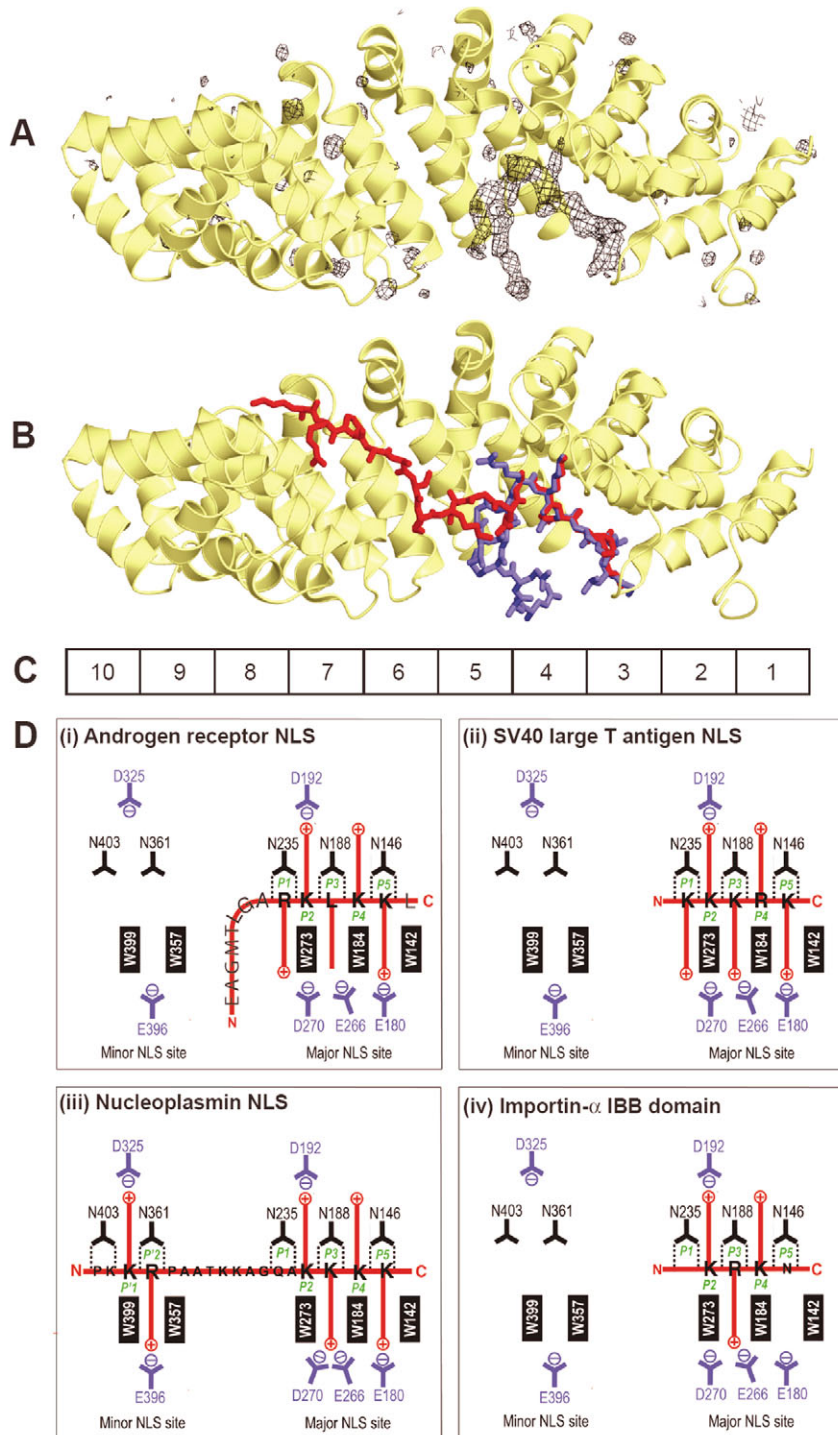 A
B
C
10 9 8 7 6 5 4 3 2 1
D
(i) Androgen receptor NLS
D325
D192
N403 N361 N235 N188 N146
P1 P3 P5
EAGMTLGARKLKKL C
P2 P4
W399 W357 W273 W184 W142
N
E396 D270 E266 E180
Minor NLS site Major NLS site
(ii) SV40 large T antigen NLS
D325
D192
N403 N361 N235 N188 N146
P1 P3 P5
N KKKRK C
P2 P4
W399 W357 W273 W184 W142
E396 D270 E266 E180
Minor NLS site Major NLS site
(iii) Nucleoplasmin NLS
D325
D192
N403 N361 N235 N188 N146
P'2 P1 P3 P5
N PKKRPAATKKAGQAKKKK C
P'1 P2 P4
W399 W357 W273 W184 W142
E396 D270 E266 E180
Minor NLS site Major NLS site
(iv) Importin-α IBB domain
D325
D192
N403 N361 N235 N188 N146
P1 P3 P5
N KRKN C
P2 P4
W399 W357 W273 W184 W142
E396 D270 E266 E180
Minor NLS site Major NLS site